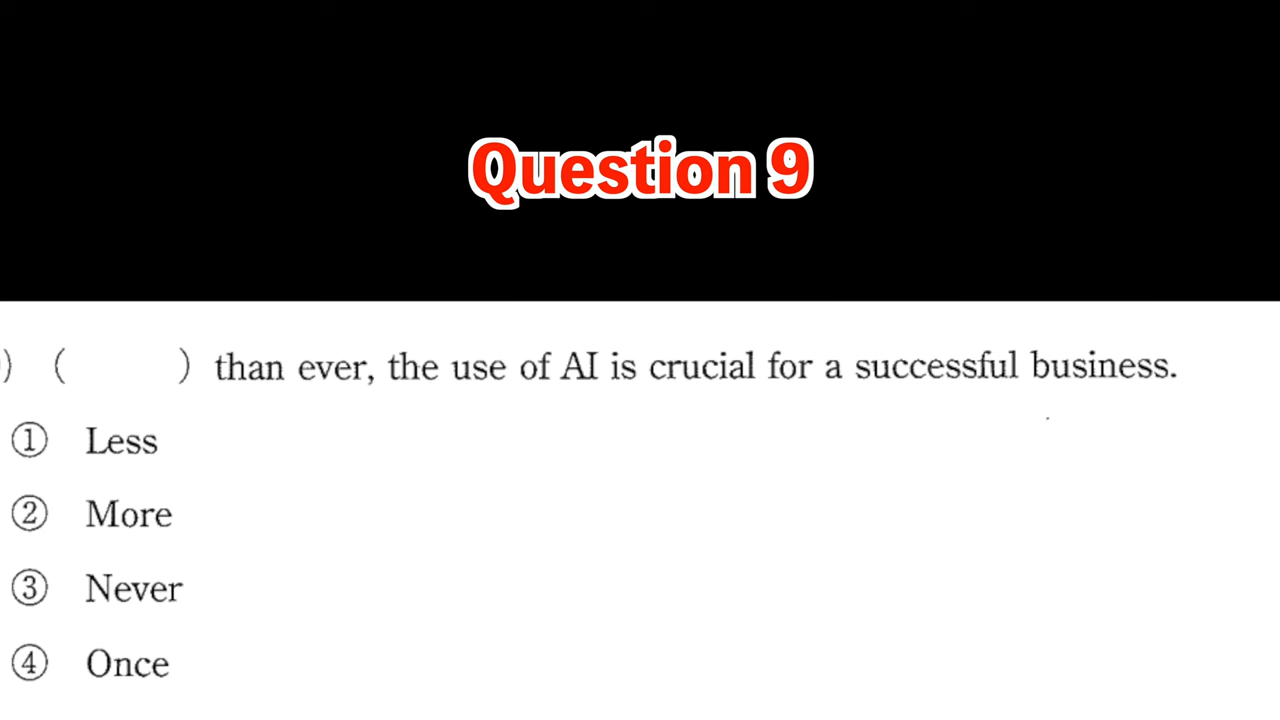 Question 9
) (　　　) than ever, the use of AI is crucial for a successful business.
① Less
② More
③ Never
④ Once